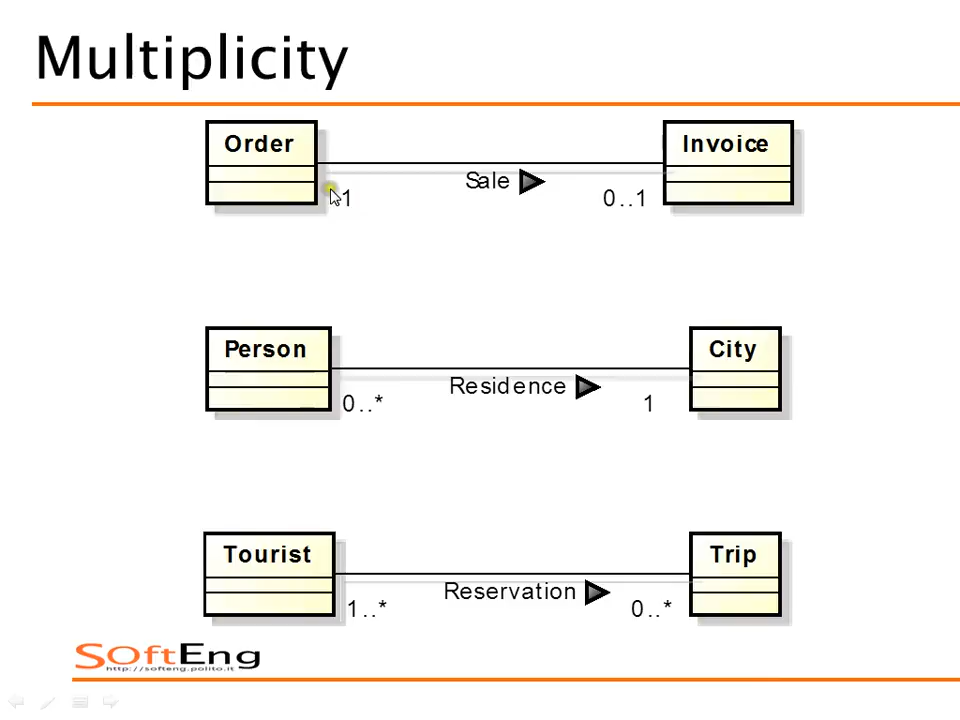 Multiplicity
Order
Invoice
Sale
1
0..1
Person
City
Residence
0..*
1
Tourist
Trip
Reservation
1..*
0..*
SOftEng
http://softeng.polito.it